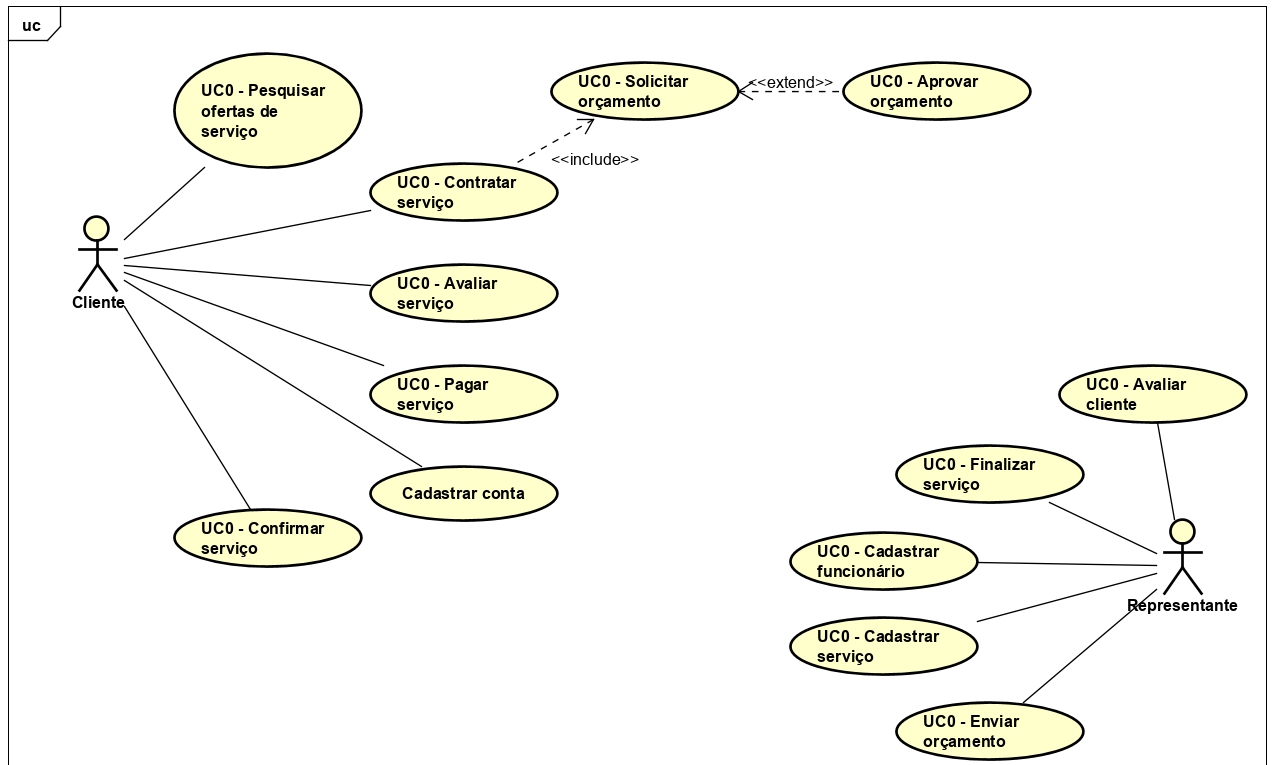 uc
UC0 - Pesquisar
ofertas de
serviço
UC0 - Solicitar
orçamento
<<extend>>
UC0 - Aprovar
orçamento
<<include>>
UC0 - Contratar
serviço
UC0 - Avaliar
serviço
Cliente
UC0 - Pagar
serviço
Cadastrar conta
UC0 - Confirmar
serviço
UC0 - Avaliar
cliente
UC0 - Finalizar
serviço
UC0 - Cadastrar
funcionário
Representante
UC0 - Cadastrar
serviço
UC0 - Enviar
orçamento